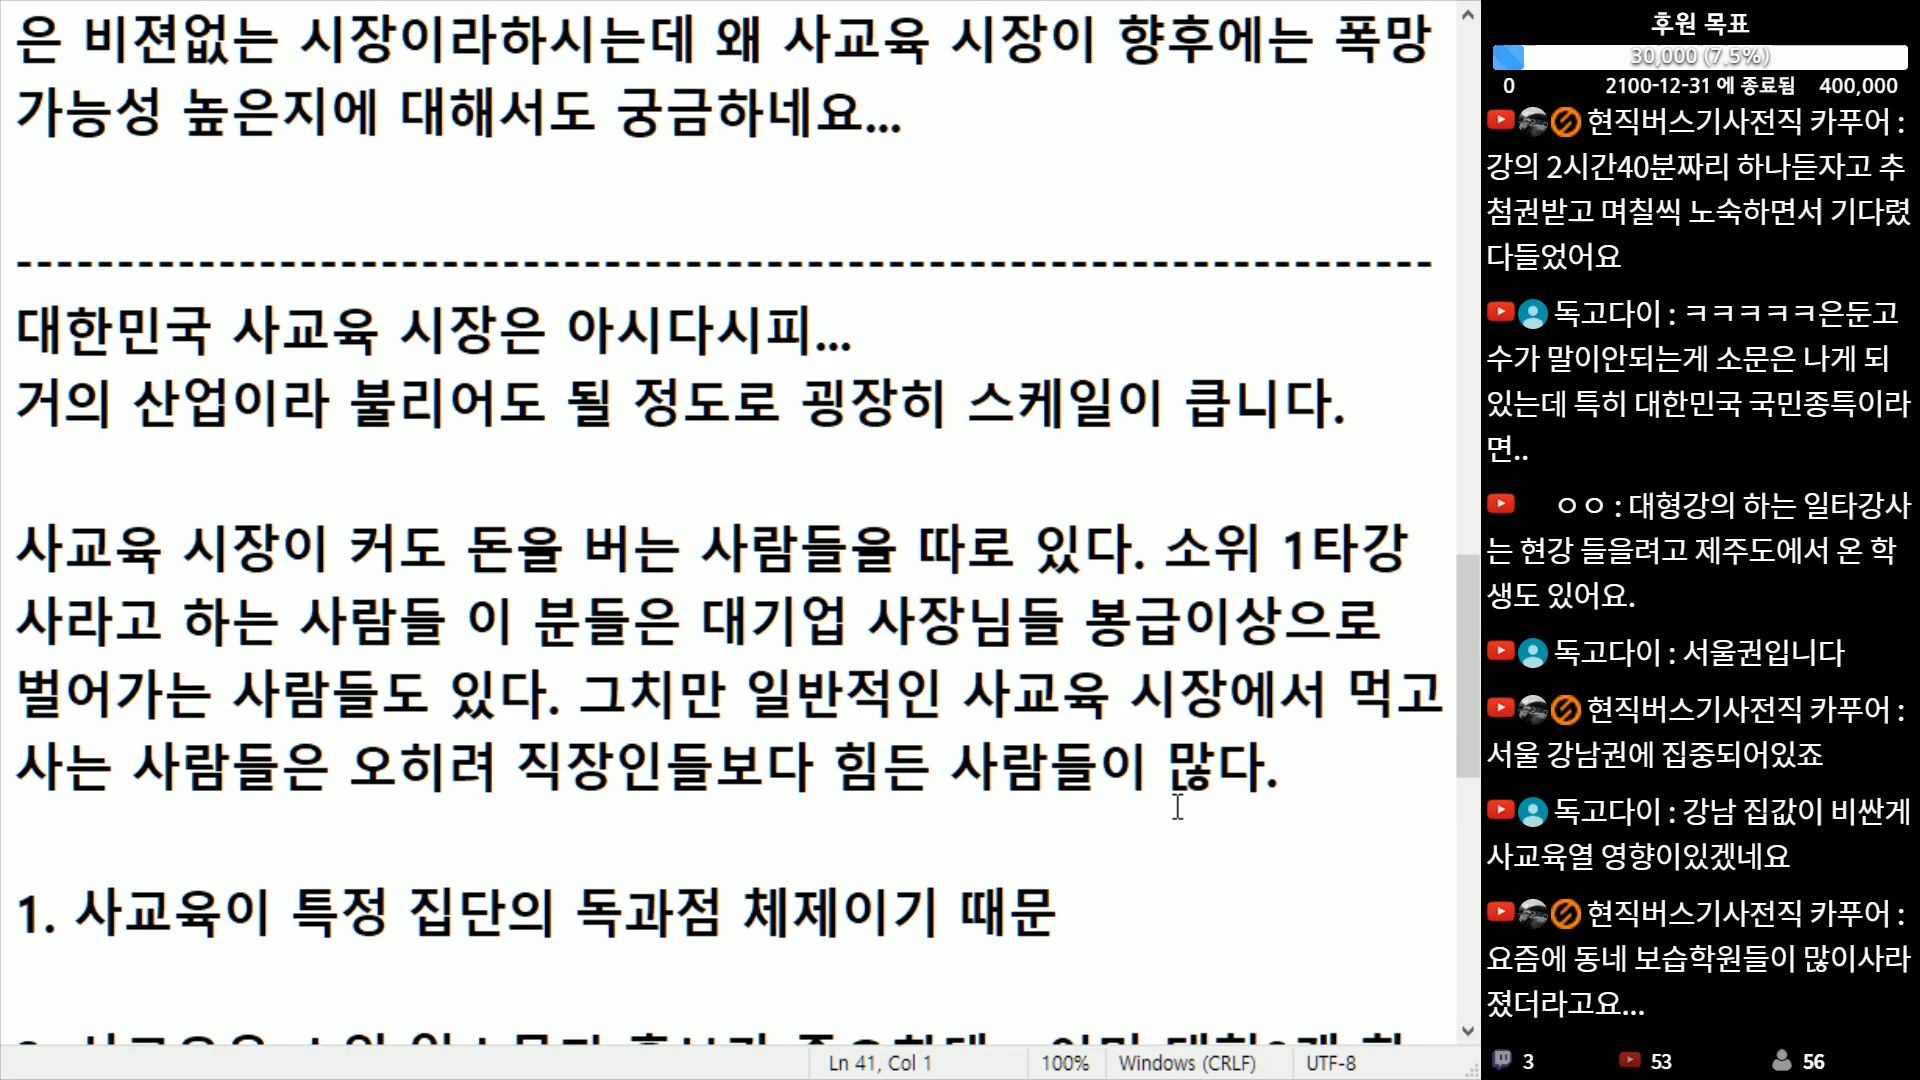 은 비젼없는 시장이라하시는데 왜 사교육 시장이 향후에는 폭망
가능성 높은지에 대해서도 궁금하네요...
----------------------------------------------------------------------
대한민국 사교육 시장은 아시다시피...
거의 산업이라 불리어도 될 정도로 굉장히 스케일이 큽니다.
사교육 시장이 커도 돈을 버는 사람들을 따로 있다. 소위 1타강
사라고 하는 사람들 이 분들은 대기업 사장님들 봉급이상으로
벌어가는 사람들도 있다. 그치만 일반적인 사교육 시장에서 먹고
사는 사람들은 오히려 직장인들보다 힘든 사람들이 많다.
1. 사교육이 특정 집단의 독과점 체제이기 때문
Ln 41, Col 1
100%
Windows (CRLF)
UTF-8
후원 목표
30,000 (7.5%)
0 2100-12-31 에 종료됨 400,000
현직버스기사전직 카푸어 :
강의 2시간40분짜리 하나듣자고 추
첨권받고 며칠씩 노숙하면서 기다렸
다들었어요
독고다이 : ㅋㅋㅋㅋㅋ은둔고
수가 말이안되는게 소문은 나게 되
있는데 특히 대한민국 국민종특이라
면..
ㅇㅇ : 대형강의 하는 일타강사
는 현강 들을려고 제주도에서 온 학
생도 있어요.
독고다이 : 서울권입니다
현직버스기사전직 카푸어 :
서울 강남권에 집중되어있죠
독고다이 : 강남 집값이 비싼게
사교육열 영향이있겠네요
현직버스기사전직 카푸어 :
요즘에 동네 보습학원들이 많이사라
졌더라고요...
3 53 56